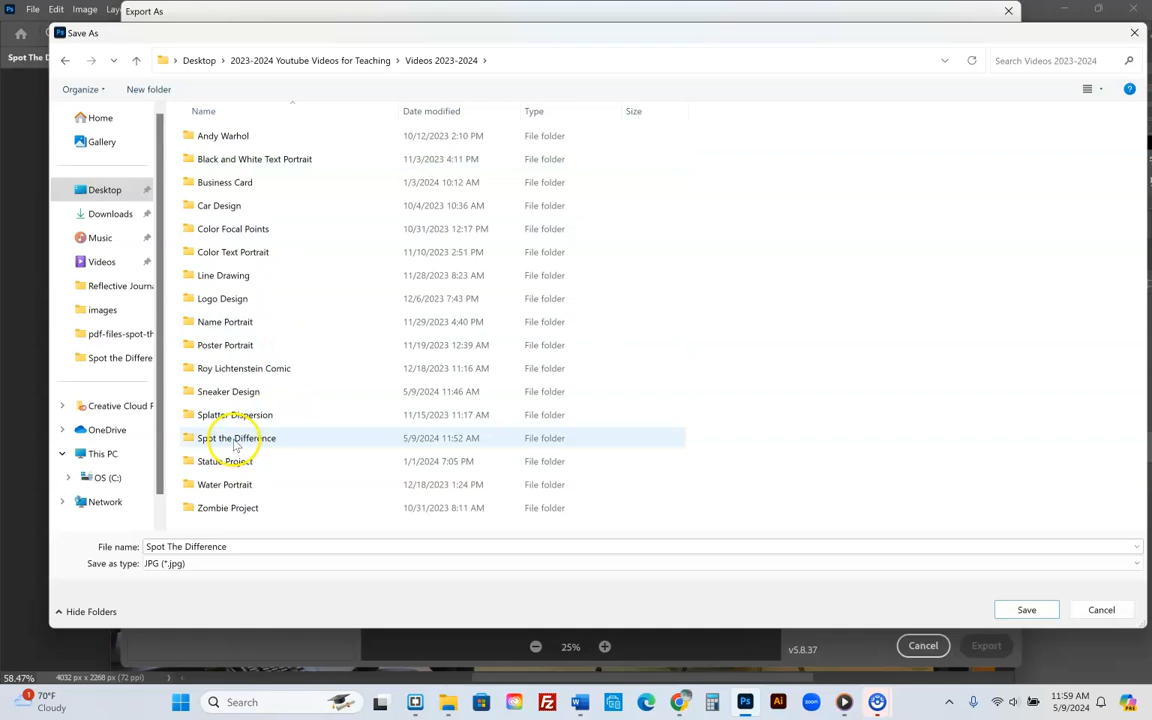 File Edit Image
Export As
Save As
Spot The D
Desktop > 2023-2024 Youtube Videos for Teaching > Videos 2023-2024 >
Search Videos 2023-2024
Organize
New folder
Name Date modified Type Size
Home
Gallery
Desktop
Downloads
Music
Videos
Reflective Journa
images
pdf-files-spot-th
Spot the Differe
Creative Cloud F
OneDrive
This PC
OS (C:)
Network
Andy Warhol 10/12/2023 2:10 PM File folder
Black and White Text Portrait 11/3/2023 4:11 PM File folder
Business Card 1/3/2024 10:12 AM File folder
Car Design 10/4/2023 10:36 AM File folder
Color Focal Points 10/31/2023 12:17 PM File folder
Color Text Portrait 11/10/2023 2:51 PM File folder
Line Drawing 11/28/2023 8:23 AM File folder
Logo Design 12/6/2023 7:43 PM File folder
Name Portrait 11/29/2023 4:40 PM File folder
Poster Portrait 11/19/2023 12:39 AM File folder
Roy Lichtenstein Comic 12/18/2023 11:16 AM File folder
Sneaker Design 5/9/2024 11:46 AM File folder
Splatter Dispersion 11/15/2023 11:17 AM File folder
Spot the Difference 5/9/2024 11:52 AM File folder
Statue Project 1/1/2024 7:05 PM File folder
Water Portrait 12/18/2023 1:24 PM File folder
Zombie Project 10/31/2023 8:11 AM File folder
File name: Spot The Difference
Save as type: JPG (*.jpg)
Hide Folders
Save
Cancel
25%
v5.8.37
Cancel
Export
58.47%
4032 px x 2268 px (72 ppi)
70°F
Cloudy
Search
11:59 AM
5/9/2024